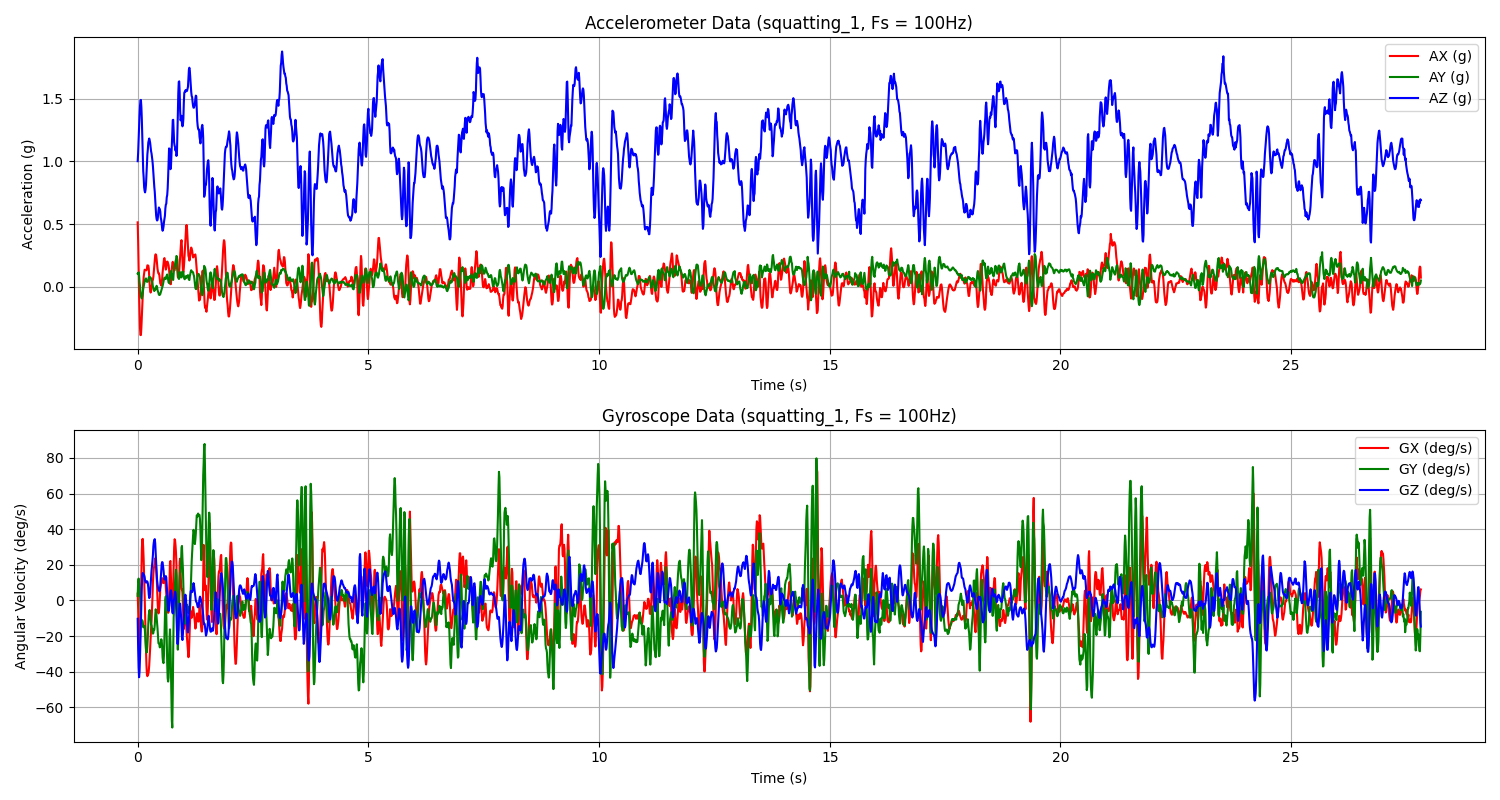 Accelerometer Data (squatting_1, Fs = 100Hz)
Acceleration (g)
1.5
1.0
0.5
0.0
AX (g)
AY (g)
AZ (g)
0 5 10 15 20 25
Time (s)
Gyroscope Data (squatting_1, Fs = 100Hz)
Angular Velocity (deg/s)
80
60
40
20
0
−20
−40
−60
GX (deg/s)
GY (deg/s)
GZ (deg/s)
0 5 10 15 20 25
Time (s)